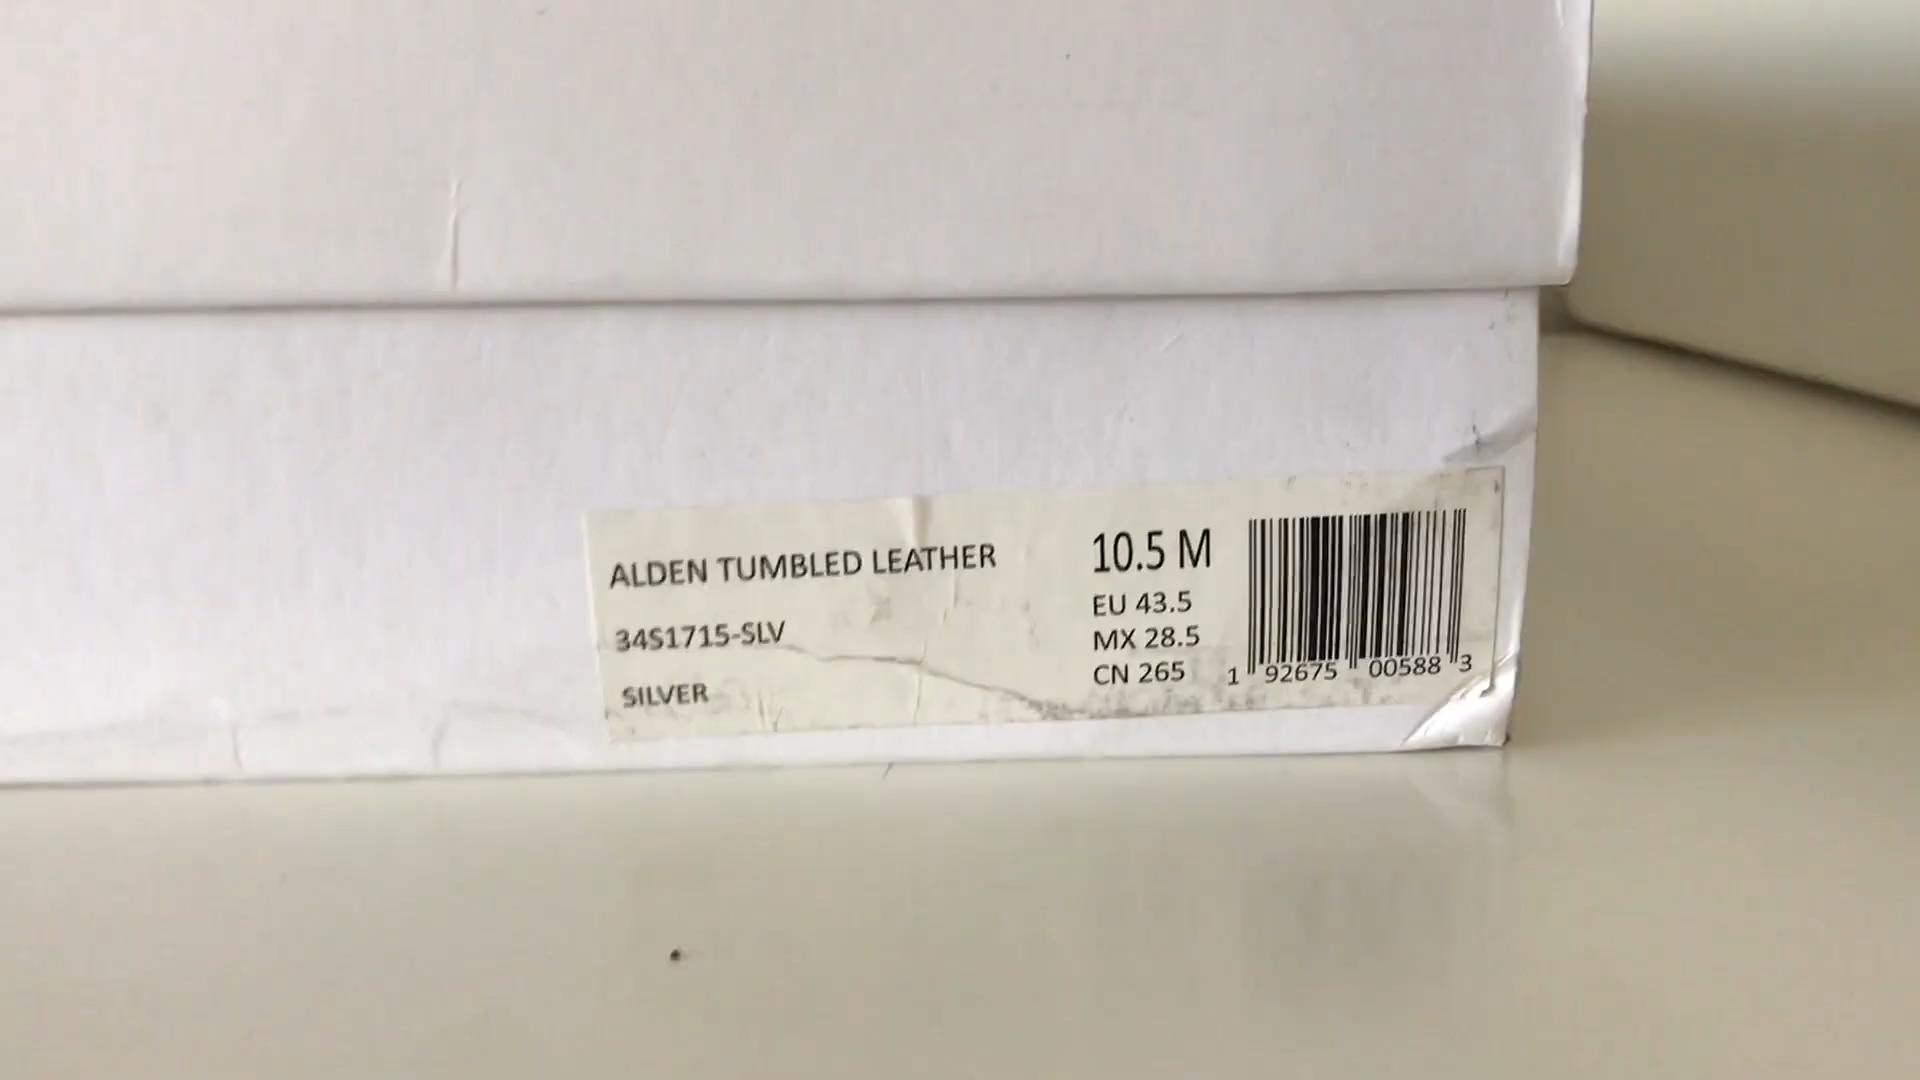 ALDEN TUMBLED LEATHER
34S1715-SLV
SILVER
10.5 M
EU 43.5
MX 28.5
CN 265
1 92675 00588 3